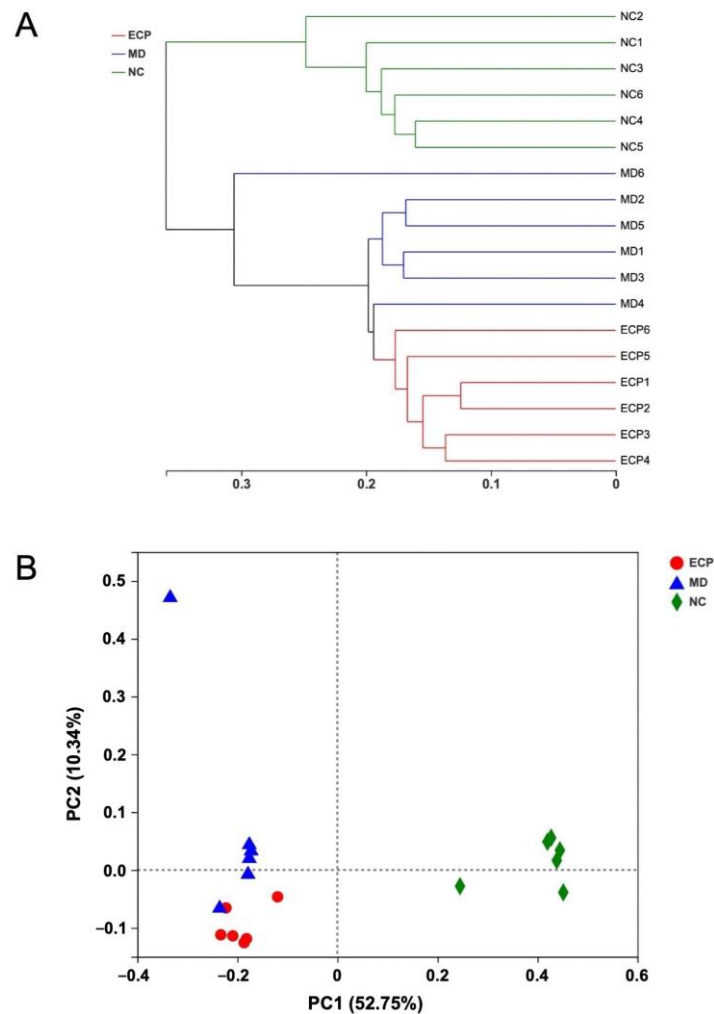 A
ECP
MD
NC
NC2
NC1
NC3
NC6
NC4
NC5
MD6
MD2
MD5
MD1
MD3
MD4
ECP6
ECP5
ECP1
ECP2
ECP3
ECP4
0.3 0.2 0.1 0
B
ECP
MD
NC
0.5
0.4
0.3
0.2
0.1
0.0
−0.1
PC2 (10.34%)
−0.4 −0.2 0 0.2 0.4 0.6
PC1 (52.75%)